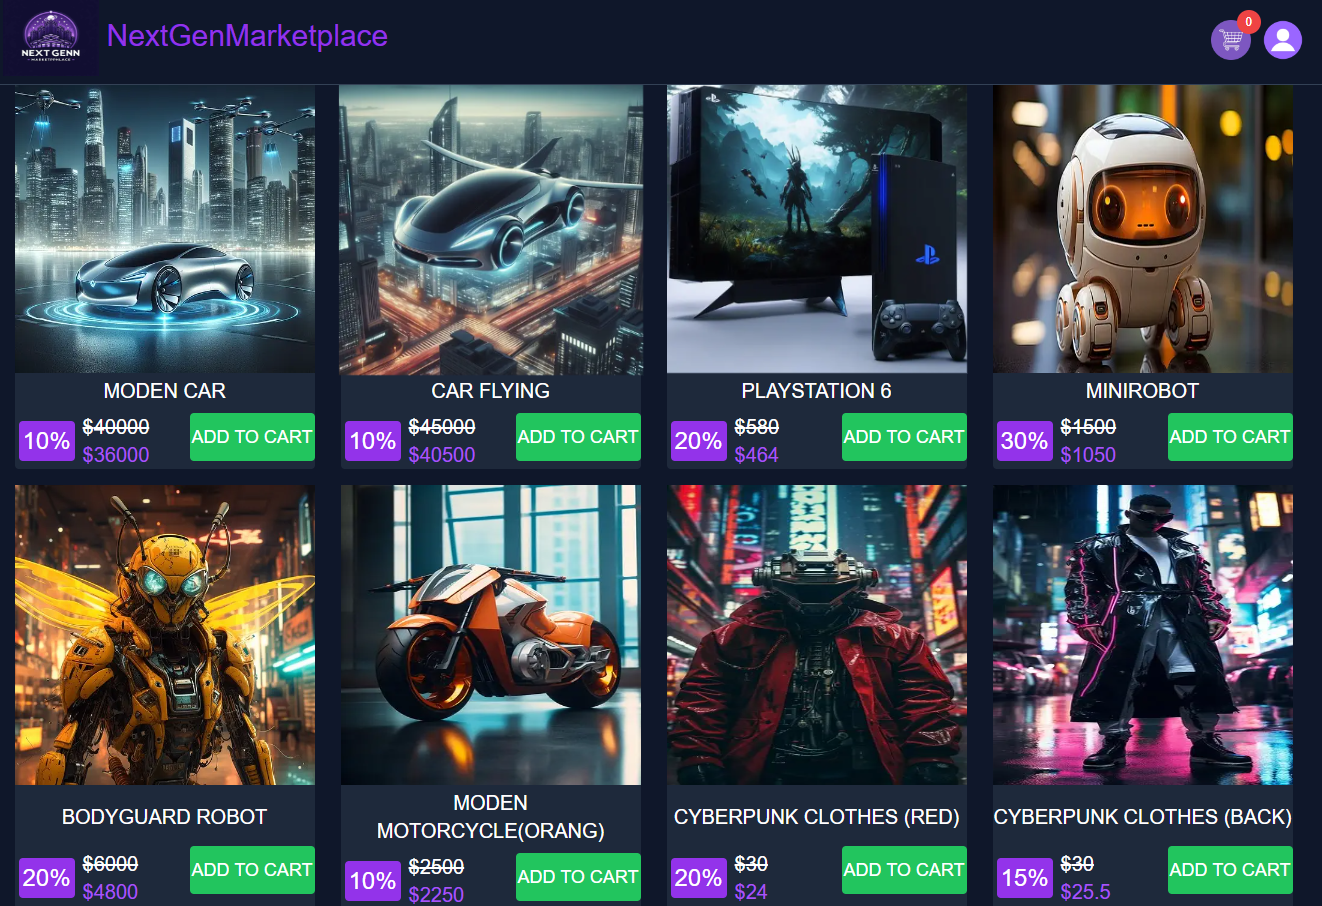 NEXT GENN
NextGenMarketplace
0
MODEN CAR
10%
$40000
$36000
ADD TO CART
CAR FLYING
10%
$45000
$40500
ADD TO CART
PLAYSTATION 6
20%
$580
$464
ADD TO CART
MINIROBOT
30%
$1500
$1050
ADD TO CART
BODYGUARD ROBOT
20%
$6000
$4800
ADD TO CART
MODEN
MOTORCYCLE(ORANG)
10%
$2500
$2250
ADD TO CART
CYBERPUNK CLOTHES (RED)
20%
$30
$24
ADD TO CART
CYBERPUNK CLOTHES (BACK)
15%
$30
$25.5
ADD TO CART